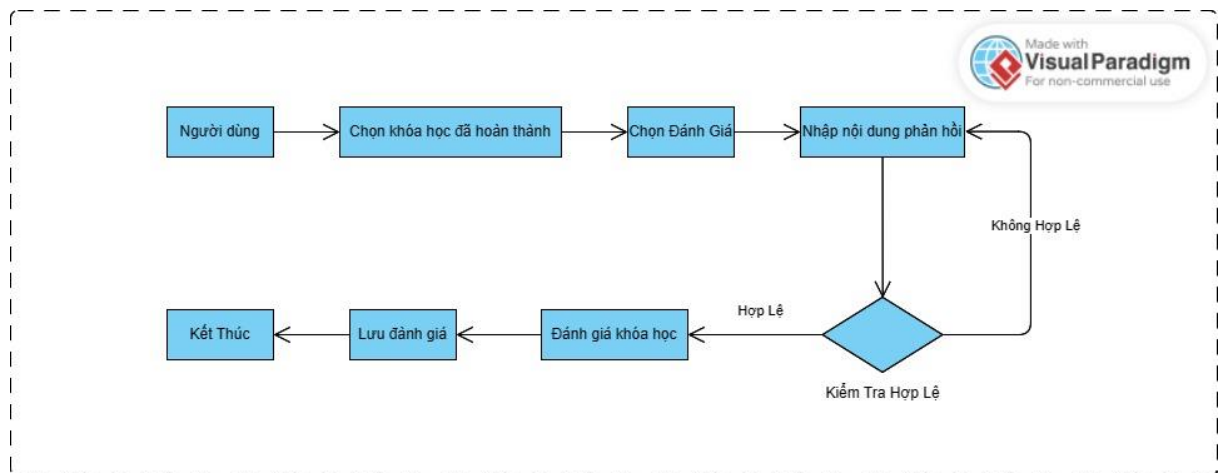 Made with
Visual Paradigm
For non-commercial use
Người dùng
Chọn khóa học đã hoàn thành
Chọn Đánh Giá
Nhập nội dung phản hồi
Không Hợp Lệ
Hợp Lệ
Kết Thúc
Lưu đành giá
Đánh giá khóa học
Kiểm Tra Hợp Lệ